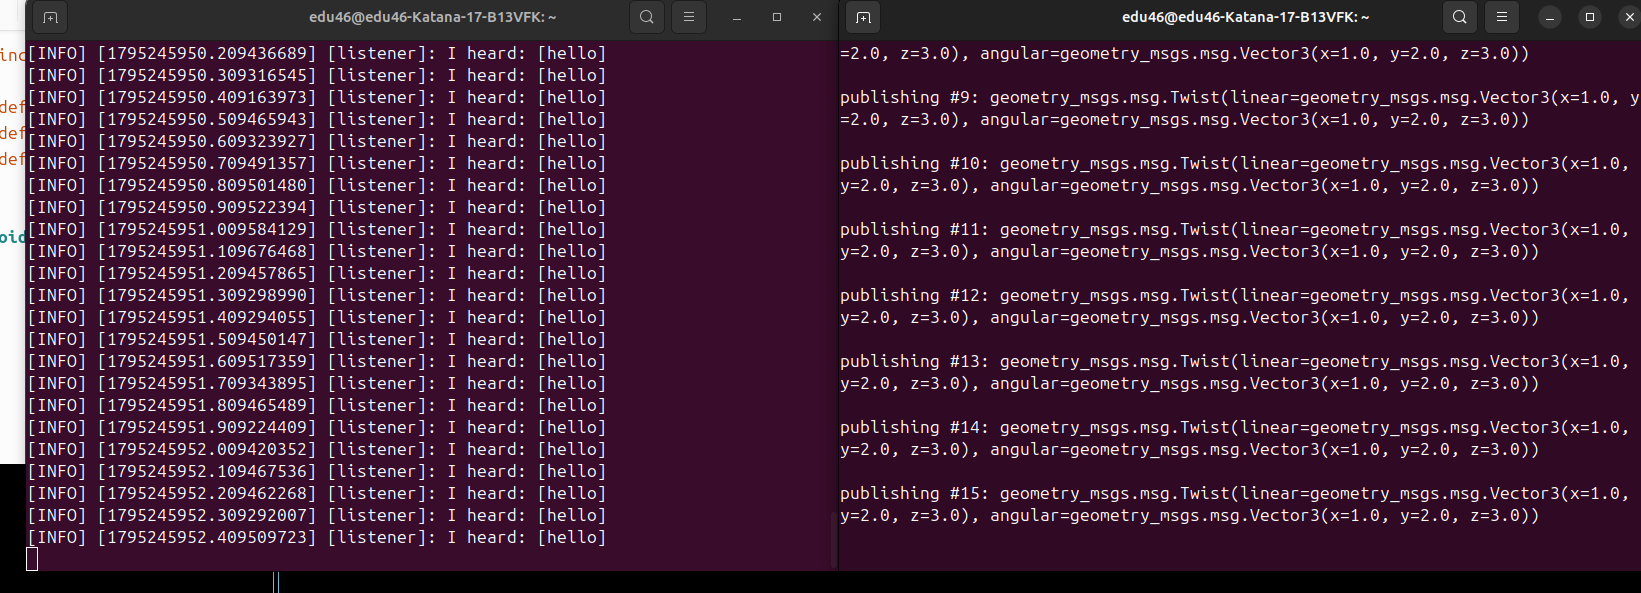 edu46@edu46-Katana-17-B13VFK: ~
inc
def
def
def
oid
[INFO] [1795245950.209436689] [listener]: I heard: [hello]
[INFO] [1795245950.309316545] [listener]: I heard: [hello]
[INFO] [1795245950.409163973] [listener]: I heard: [hello]
[INFO] [1795245950.509465943] [listener]: I heard: [hello]
[INFO] [1795245950.609323927] [listener]: I heard: [hello]
[INFO] [1795245950.709491357] [listener]: I heard: [hello]
[INFO] [1795245950.809501480] [listener]: I heard: [hello]
[INFO] [1795245950.909522394] [listener]: I heard: [hello]
[INFO] [1795245951.009584129] [listener]: I heard: [hello]
[INFO] [1795245951.109676468] [listener]: I heard: [hello]
[INFO] [1795245951.209457865] [listener]: I heard: [hello]
[INFO] [1795245951.309298990] [listener]: I heard: [hello]
[INFO] [1795245951.409294055] [listener]: I heard: [hello]
[INFO] [1795245951.509450147] [listener]: I heard: [hello]
[INFO] [1795245951.609517359] [listener]: I heard: [hello]
[INFO] [1795245951.709343895] [listener]: I heard: [hello]
[INFO] [1795245951.809465489] [listener]: I heard: [hello]
[INFO] [1795245951.909224409] [listener]: I heard: [hello]
[INFO] [1795245952.009420352] [listener]: I heard: [hello]
[INFO] [1795245952.109467536] [listener]: I heard: [hello]
[INFO] [1795245952.209462268] [listener]: I heard: [hello]
[INFO] [1795245952.309292007] [listener]: I heard: [hello]
[INFO] [1795245952.409509723] [listener]: I heard: [hello]
edu46@edu46-Katana-17-B13VFK: ~
=2.0, z=3.0), angular=geometry_msgs.msg.Vector3(x=1.0, y=2.0, z=3.0))
publishing #9: geometry_msgs.msg.Twist(linear=geometry_msgs.msg.Vector3(x=1.0, y
=2.0, z=3.0), angular=geometry_msgs.msg.Vector3(x=1.0, y=2.0, z=3.0))
publishing #10: geometry_msgs.msg.Twist(linear=geometry_msgs.msg.Vector3(x=1.0,
y=2.0, z=3.0), angular=geometry_msgs.msg.Vector3(x=1.0, y=2.0, z=3.0))
publishing #11: geometry_msgs.msg.Twist(linear=geometry_msgs.msg.Vector3(x=1.0,
y=2.0, z=3.0), angular=geometry_msgs.msg.Vector3(x=1.0, y=2.0, z=3.0))
publishing #12: geometry_msgs.msg.Twist(linear=geometry_msgs.msg.Vector3(x=1.0,
y=2.0, z=3.0), angular=geometry_msgs.msg.Vector3(x=1.0, y=2.0, z=3.0))
publishing #13: geometry_msgs.msg.Twist(linear=geometry_msgs.msg.Vector3(x=1.0,
y=2.0, z=3.0), angular=geometry_msgs.msg.Vector3(x=1.0, y=2.0, z=3.0))
publishing #14: geometry_msgs.msg.Twist(linear=geometry_msgs.msg.Vector3(x=1.0,
y=2.0, z=3.0), angular=geometry_msgs.msg.Vector3(x=1.0, y=2.0, z=3.0))
publishing #15: geometry_msgs.msg.Twist(linear=geometry_msgs.msg.Vector3(x=1.0,
y=2.0, z=3.0), angular=geometry_msgs.msg.Vector3(x=1.0, y=2.0, z=3.0))